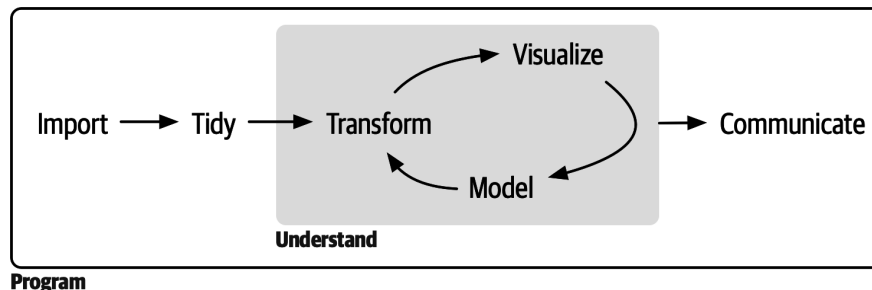 Visualize
Import
Tidy
Transform
Communicate
Model
Understand
Program